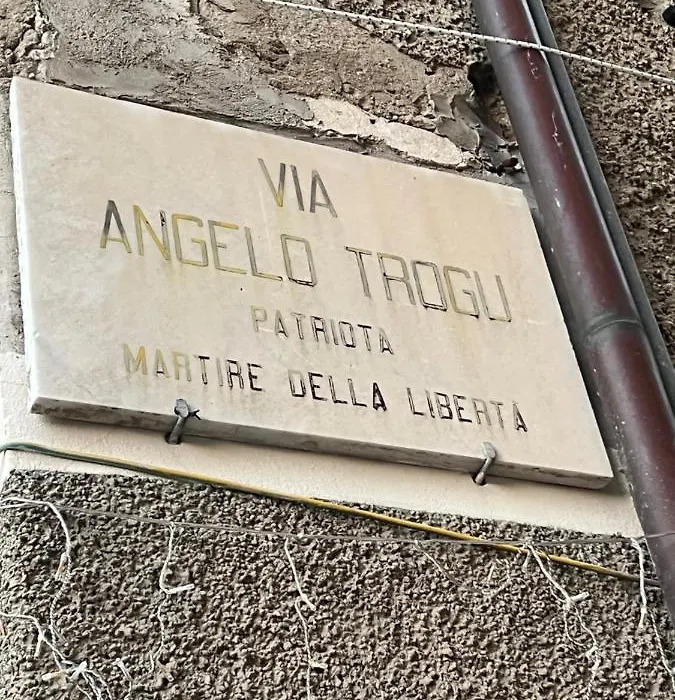 VIA
ANGELO TROGU
PATRIOTA
MARTIRE DELLA LIBERTÀ